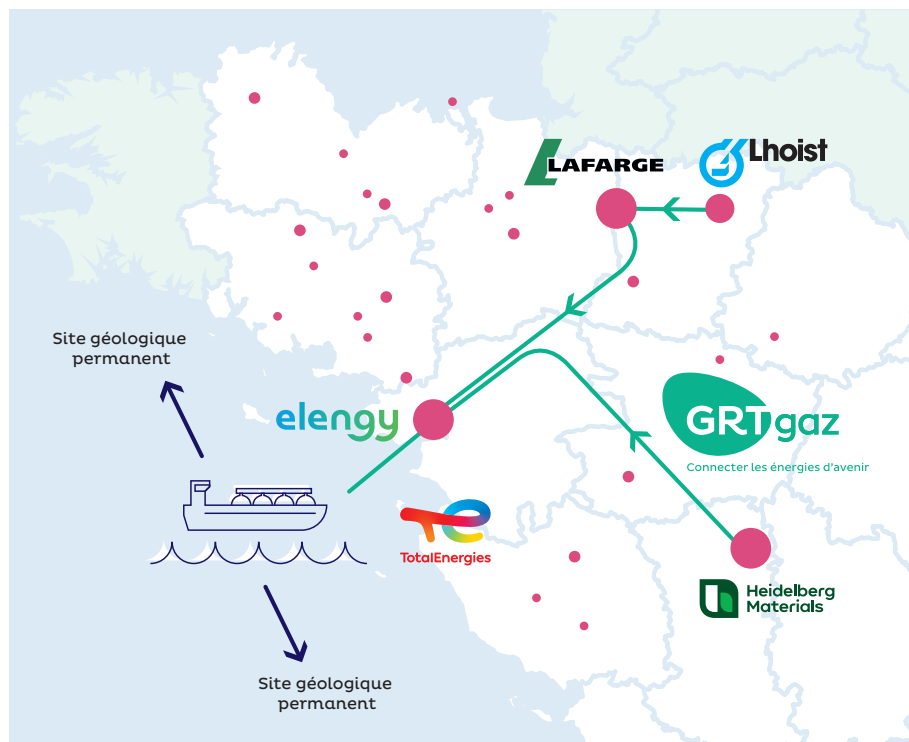 LAFARGE
Lhoist
Site géologique
permanent
elengy
GRTgaz
Connecter les énergies d'avenir
TotalEnergies
Heidelberg
Materials
Site géologique
permanent